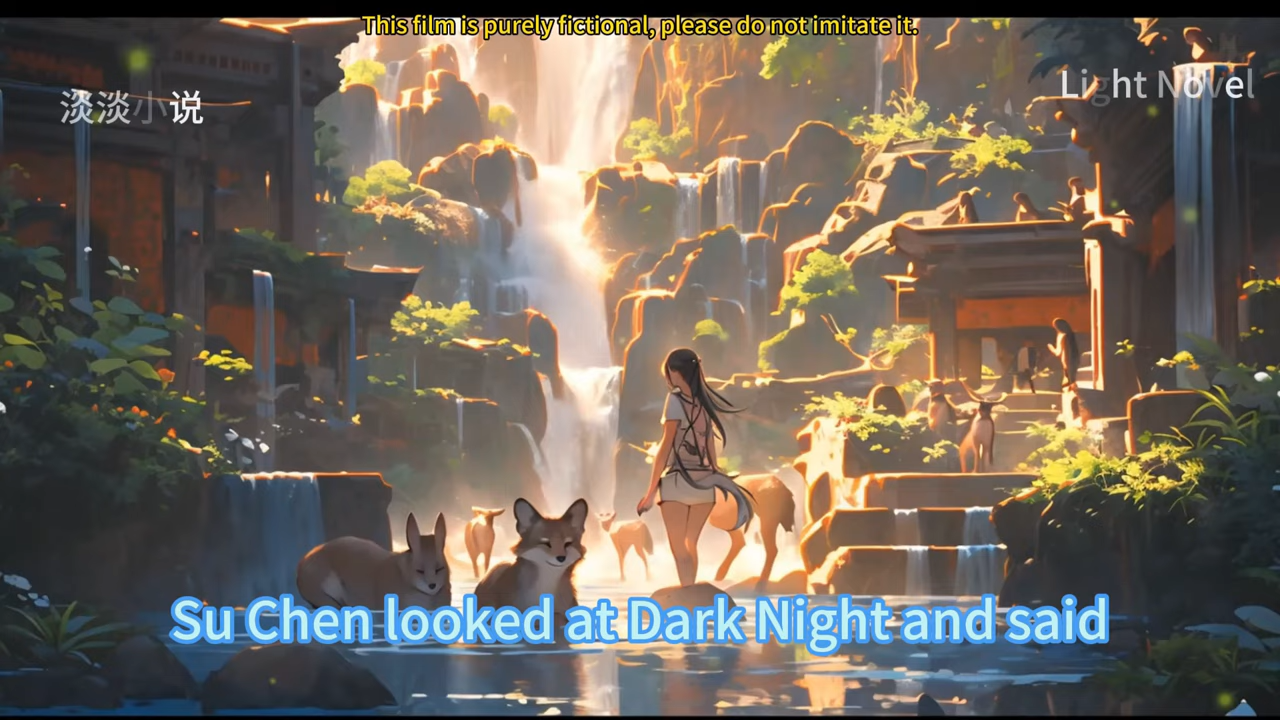 This film is purely fictional, please do not imitate it.
Light Novel
淡淡小说
Su Chen looked at Dark Night and said